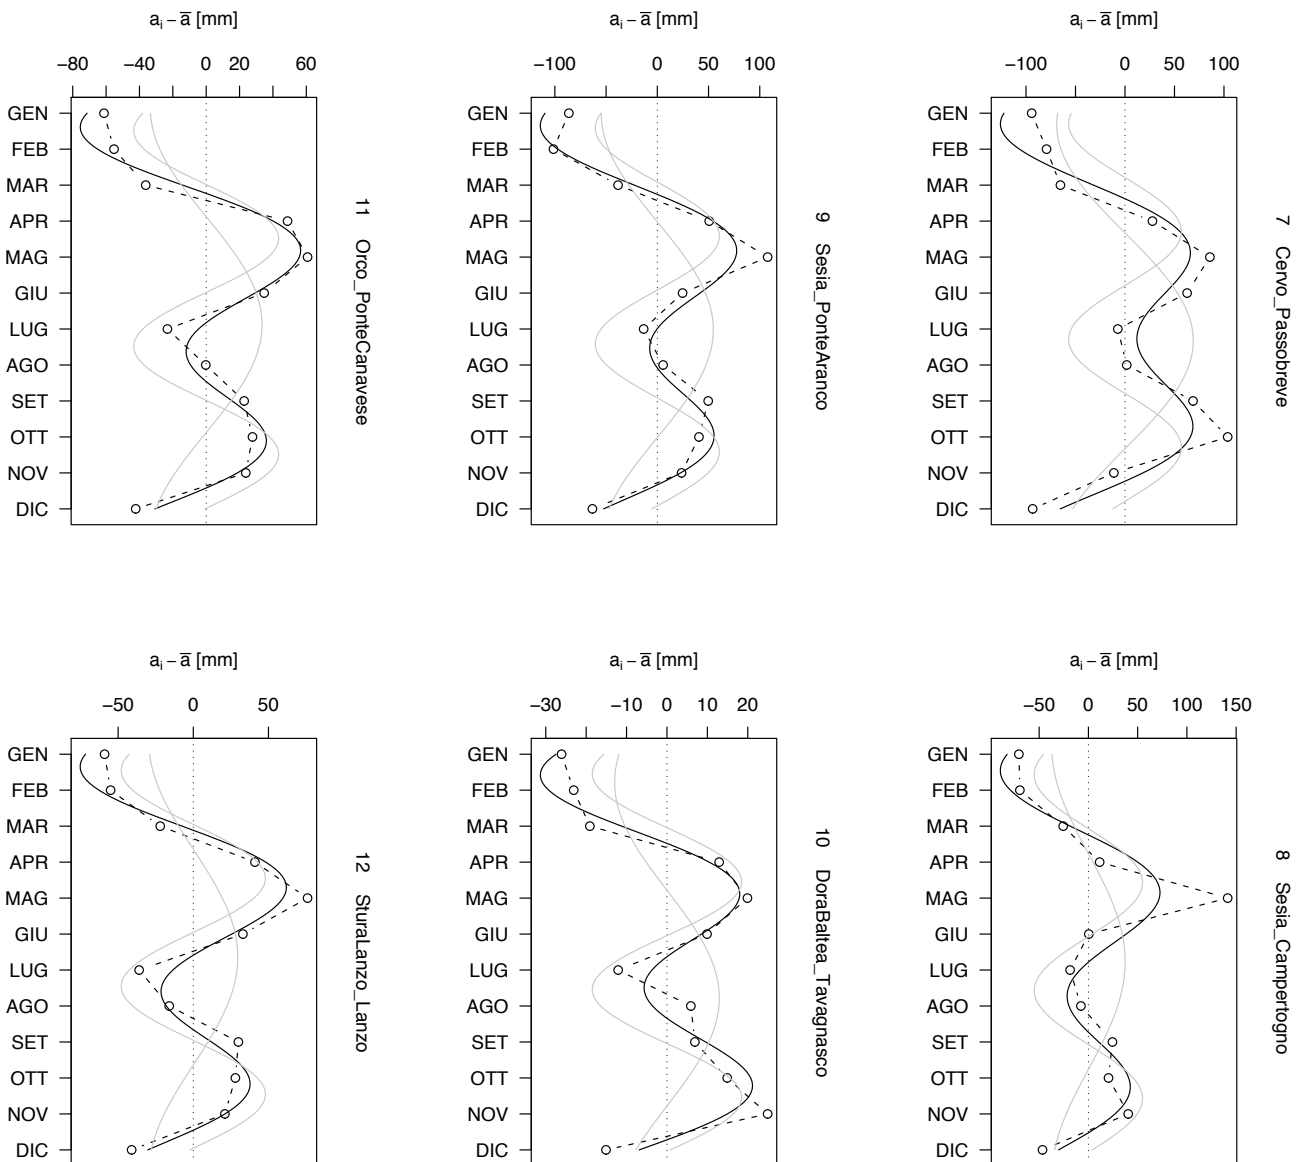 a_i − a̅ [mm]
−80 −40 0 20 60
GEN
FEB
MAR
APR
MAG
GIU
LUG
AGO
SET
OTT
NOV
DIC
11 Orco_PonteCanavese
a_i − a̅ [mm]
−100 0 50 100
GEN
FEB
MAR
APR
MAG
GIU
LUG
AGO
SET
OTT
NOV
DIC
9 Sesia_PonteAranco
a_i − a̅ [mm]
−100 0 50 100
GEN
FEB
MAR
APR
MAG
GIU
LUG
AGO
SET
OTT
NOV
DIC
7 Cervo_Passobreve
a_i − a̅ [mm]
−50 0 50
GEN
FEB
MAR
APR
MAG
GIU
LUG
AGO
SET
OTT
NOV
DIC
12 SturaLanzo_Lanzo
a_i − a̅ [mm]
−30 −10 0 10 20
GEN
FEB
MAR
APR
MAG
GIU
LUG
AGO
SET
OTT
NOV
DIC
10 DoraBaltea_Tavagnasco
a_i − a̅ [mm]
−50 0 50 100 150
GEN
FEB
MAR
APR
MAG
GIU
LUG
AGO
SET
OTT
NOV
DIC
8 Sesia_Campertogno